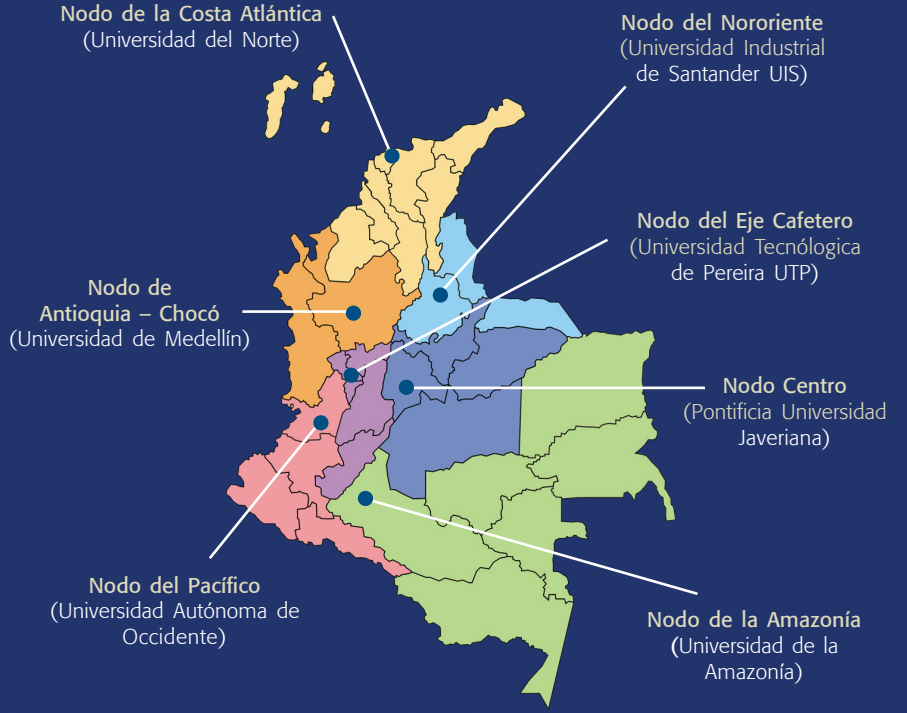 Nodo de la Costa Atlántica
(Universidad del Norte)
Nodo del Nororiente
(Universidad Industrial
de Santander UIS)
Nodo del Eje Cafetero
(Universidad Tecnólogica
de Pereira UTP)
Nodo de
Antioquia – Chocó
(Universidad de Medellín)
Nodo Centro
(Pontificia Universidad
Javeriana)
Nodo del Pacífico
(Universidad Autónoma de
Occidente)
Nodo de la Amazonía
(Universidad de la
Amazonía)